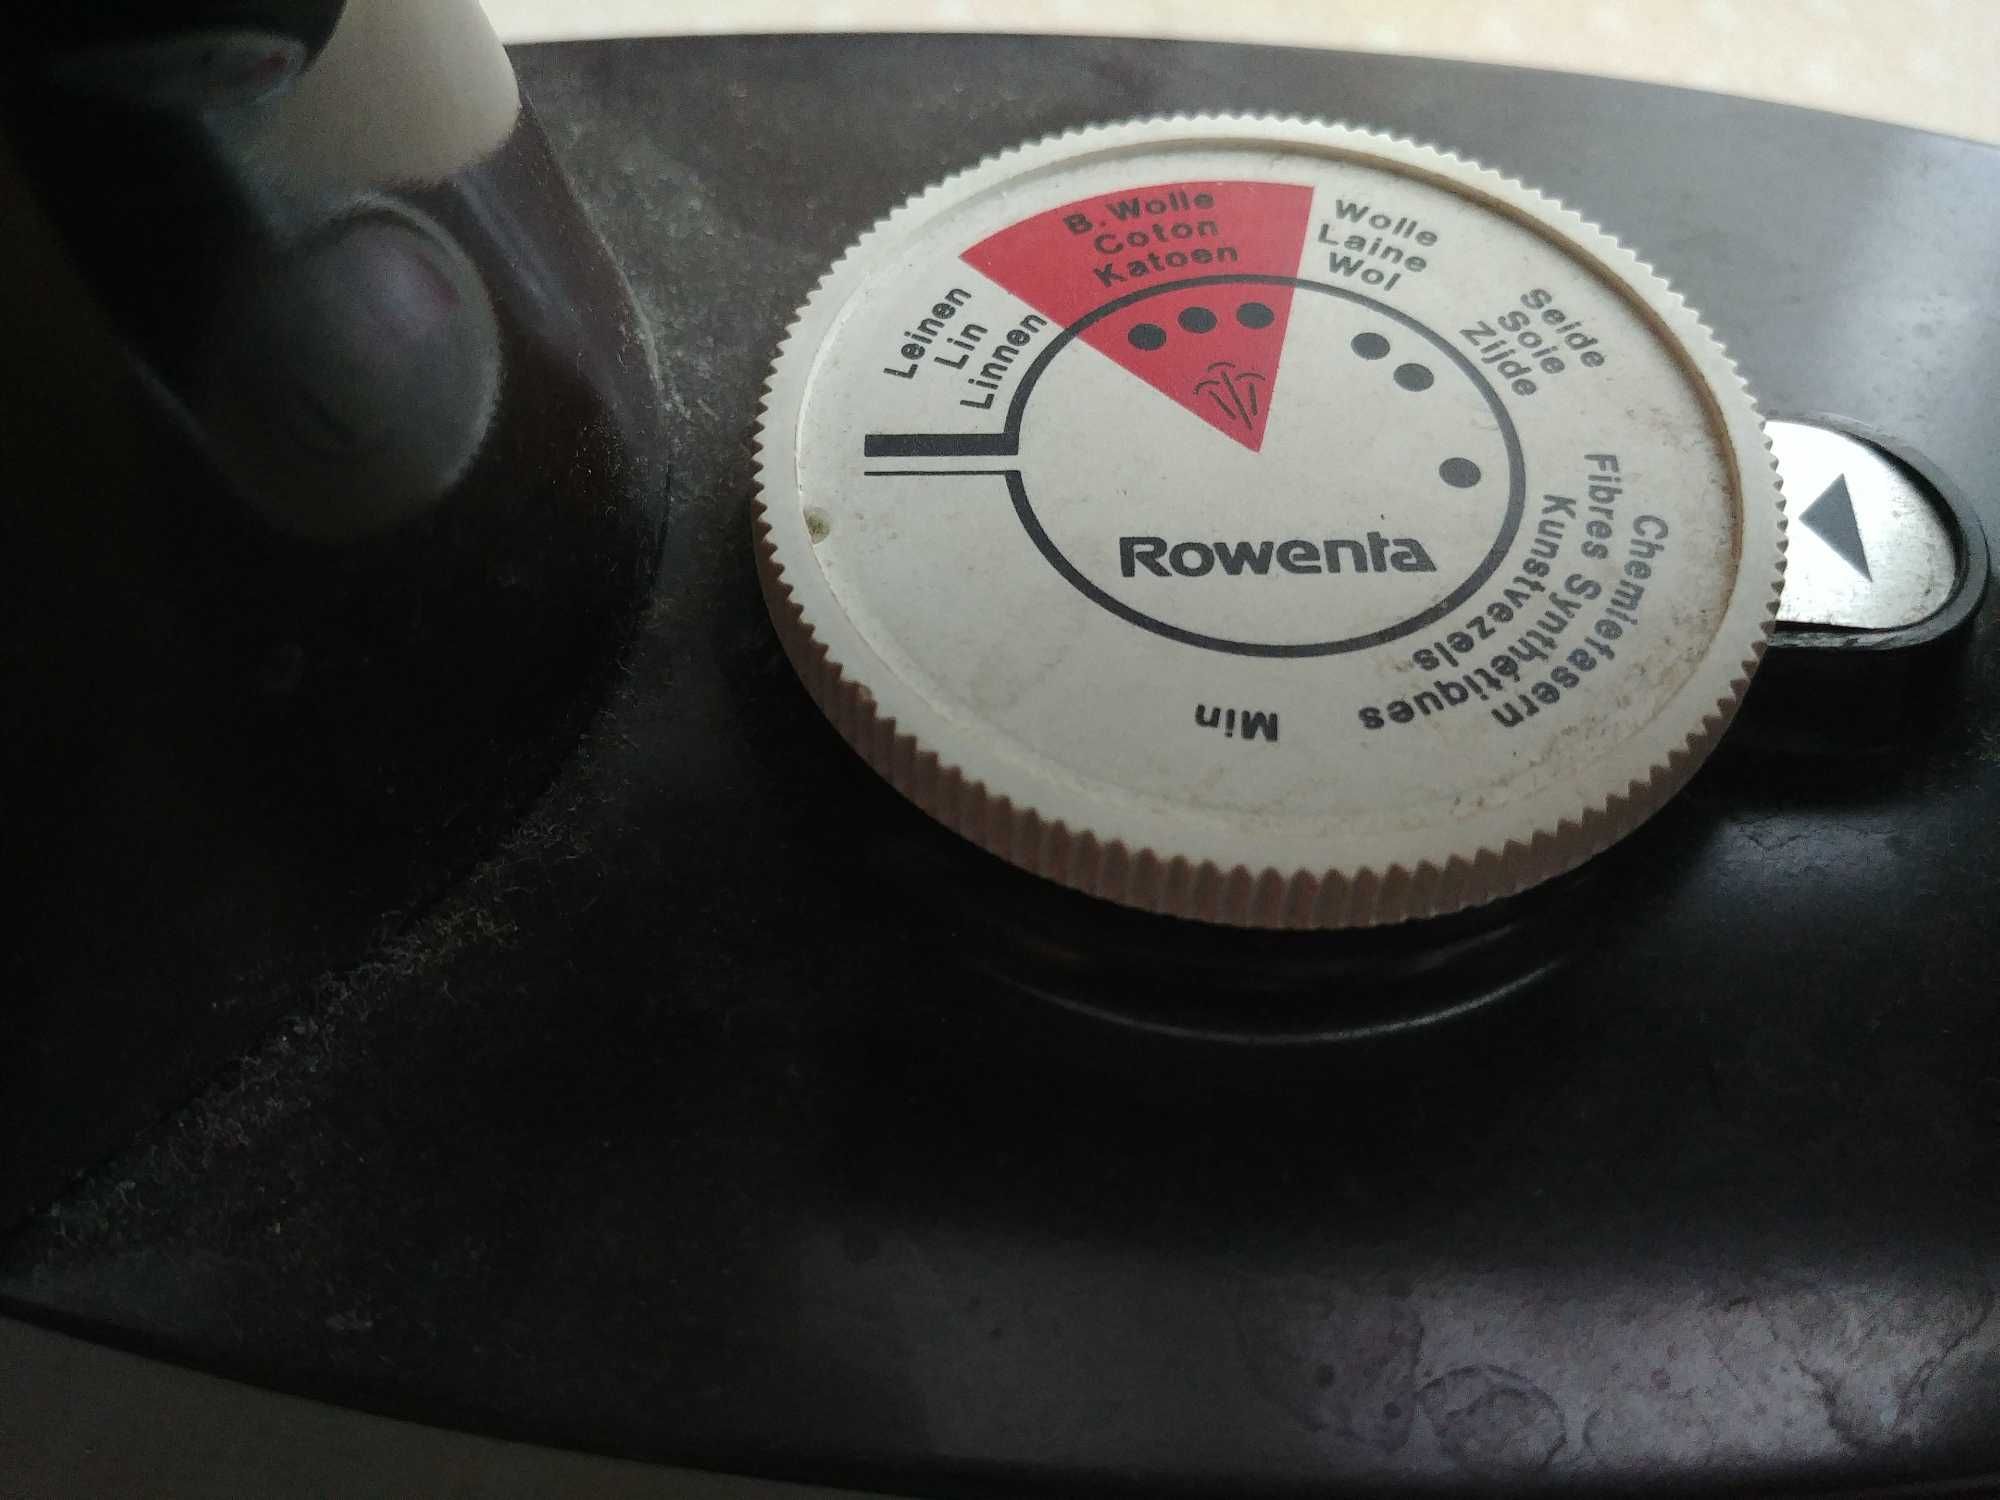 Leinen
Lin
Linnen
B. Wolle
Coton
Katoen
Wolle
Laine
Wol
Seide
Soie
Zijde
Chemiefasern
Fibres Synthétiques
Kunstvezels
Min
Rowenta